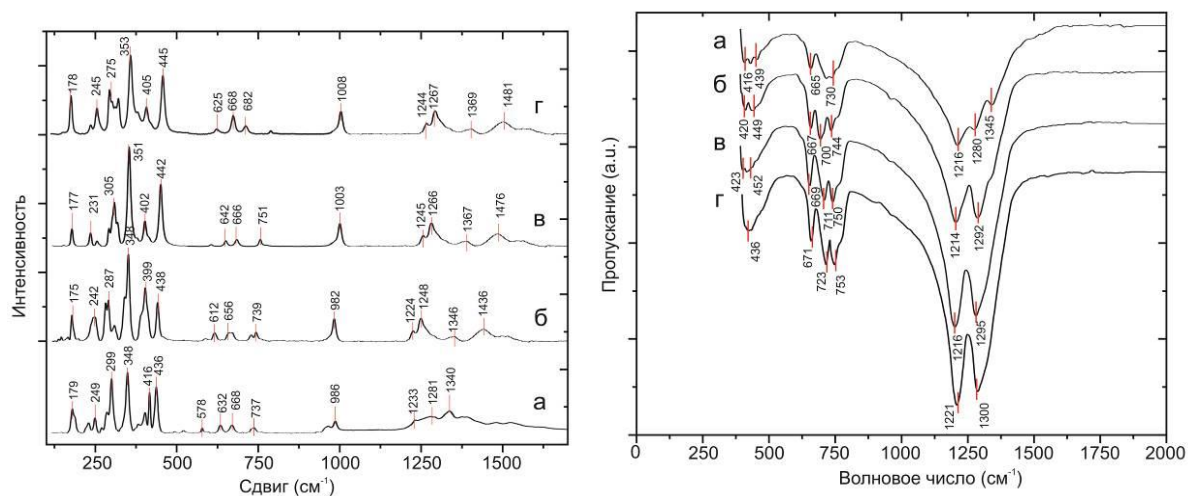 178 245 275 353 405 445 625 668 682 1008 1244 1267 1369 1481 г
177 231 305 351 402 442 642 666 751 1003 1245 1266 1367 1476 в
175 242 287 348 399 438 612 656 739 982 1224 1248 1346 1436 б
179 249 299 348 416 436 578 632 668 737 986 1233 1281 1340 а
Интенсивность
250 500 750 1000 1250 1500
Сдвиг (см⁻¹)
а 416 439 665 730 1216 1280 1345
б 420 449 667 700 744 1214 1292
в 423 452 669 711 750 1216 1295
г 436 671 723 753 1221 1300
Пропускание (a.u.)
0 250 500 750 1000 1250 1500 1750 2000
Волновое число (см⁻¹)